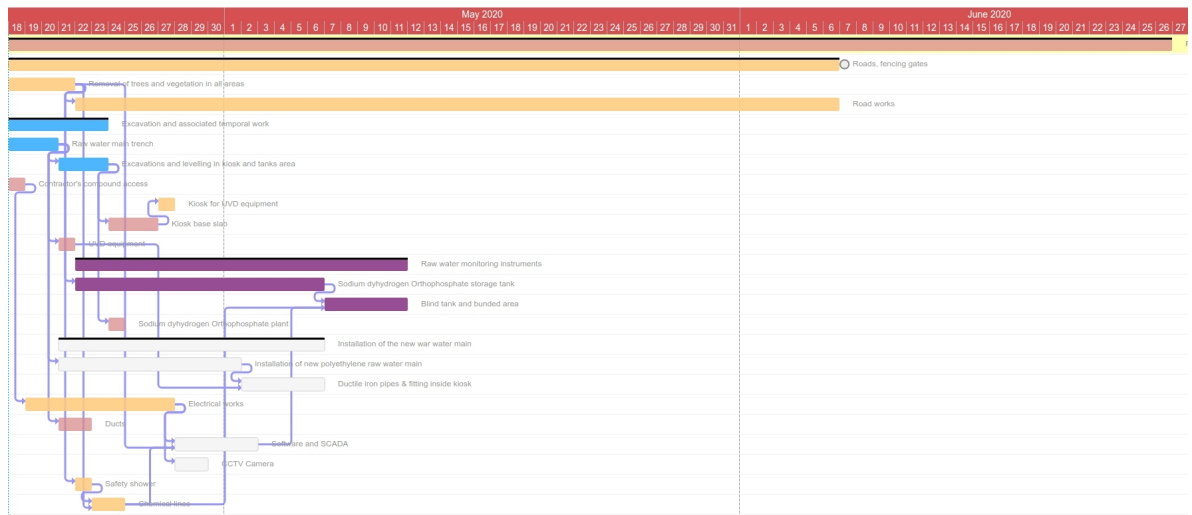 May 2020 June 2020
18 19 20 21 22 23 24 25 26 27 28 29 30 1 2 3 4 5 6 7 8 9 10 11 12 13 14 15 16 17 18 19 20 21 22 23 24 25 26 27 28 29 30 31 1 2 3 4 5 6 7 8 9 10 11 12 13 14 15 16 17 18 19 20 21 22 23 24 25 26 27
Roads, fencing gates
Removal of trees and vegetation in all areas
Road works
Excavation and associated temporal work
Raw water main trench
Excavations and levelling in kiosk and tanks area
Contractor's compound access
Kiosk for UVD equipment
Kiosk base slab
UVD equipment
Raw water monitoring instruments
Sodium dyhydrogen Orthophosphate storage tank
Blind tank and bunded area
Sodium dyhydrogen Orthophosphate plant
Installation of the new war water main
Installation of new polyethylene raw water main
Ductile iron pipes & fitting inside kiosk
Electrical works
Ducts
Software and SCADA
CCTV Camera
Safety shower
Chemical lines